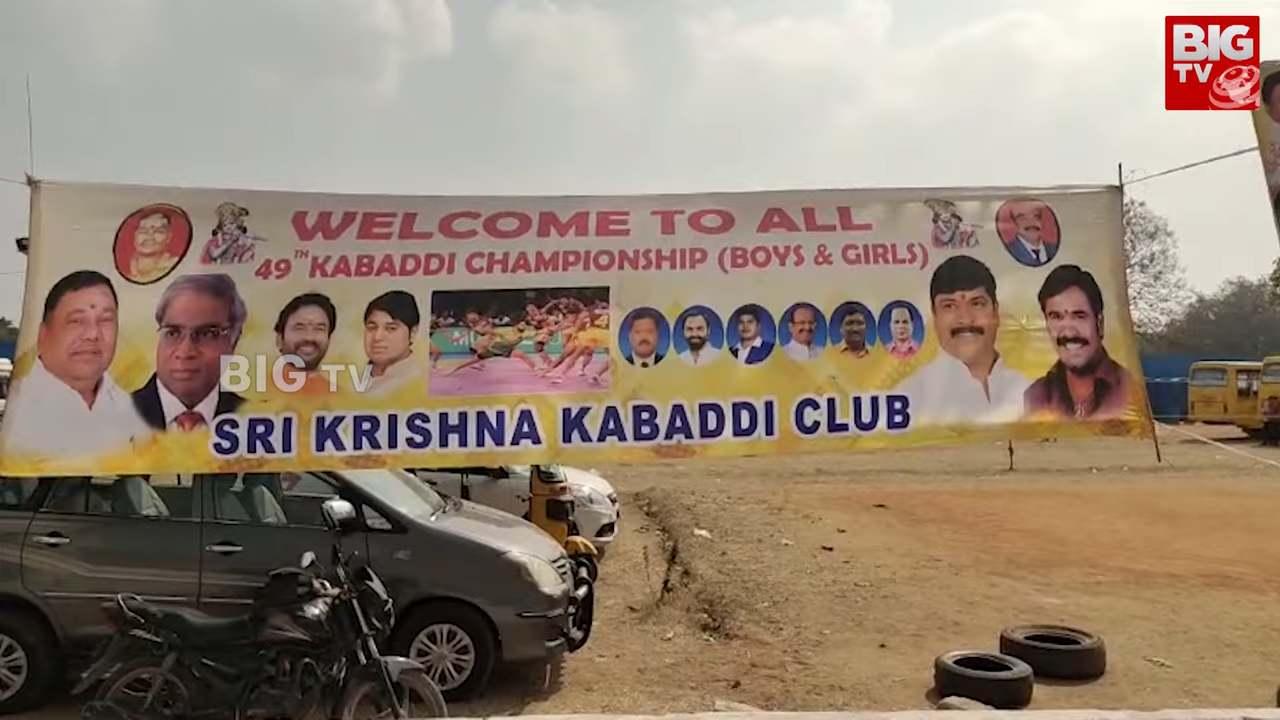 BIG
TV
WELCOME TO ALL
49TH KABADDI CHAMPIONSHIP (BOYS & GIRLS)
BIG TV
SRI KRISHNA KABADDI CLUB